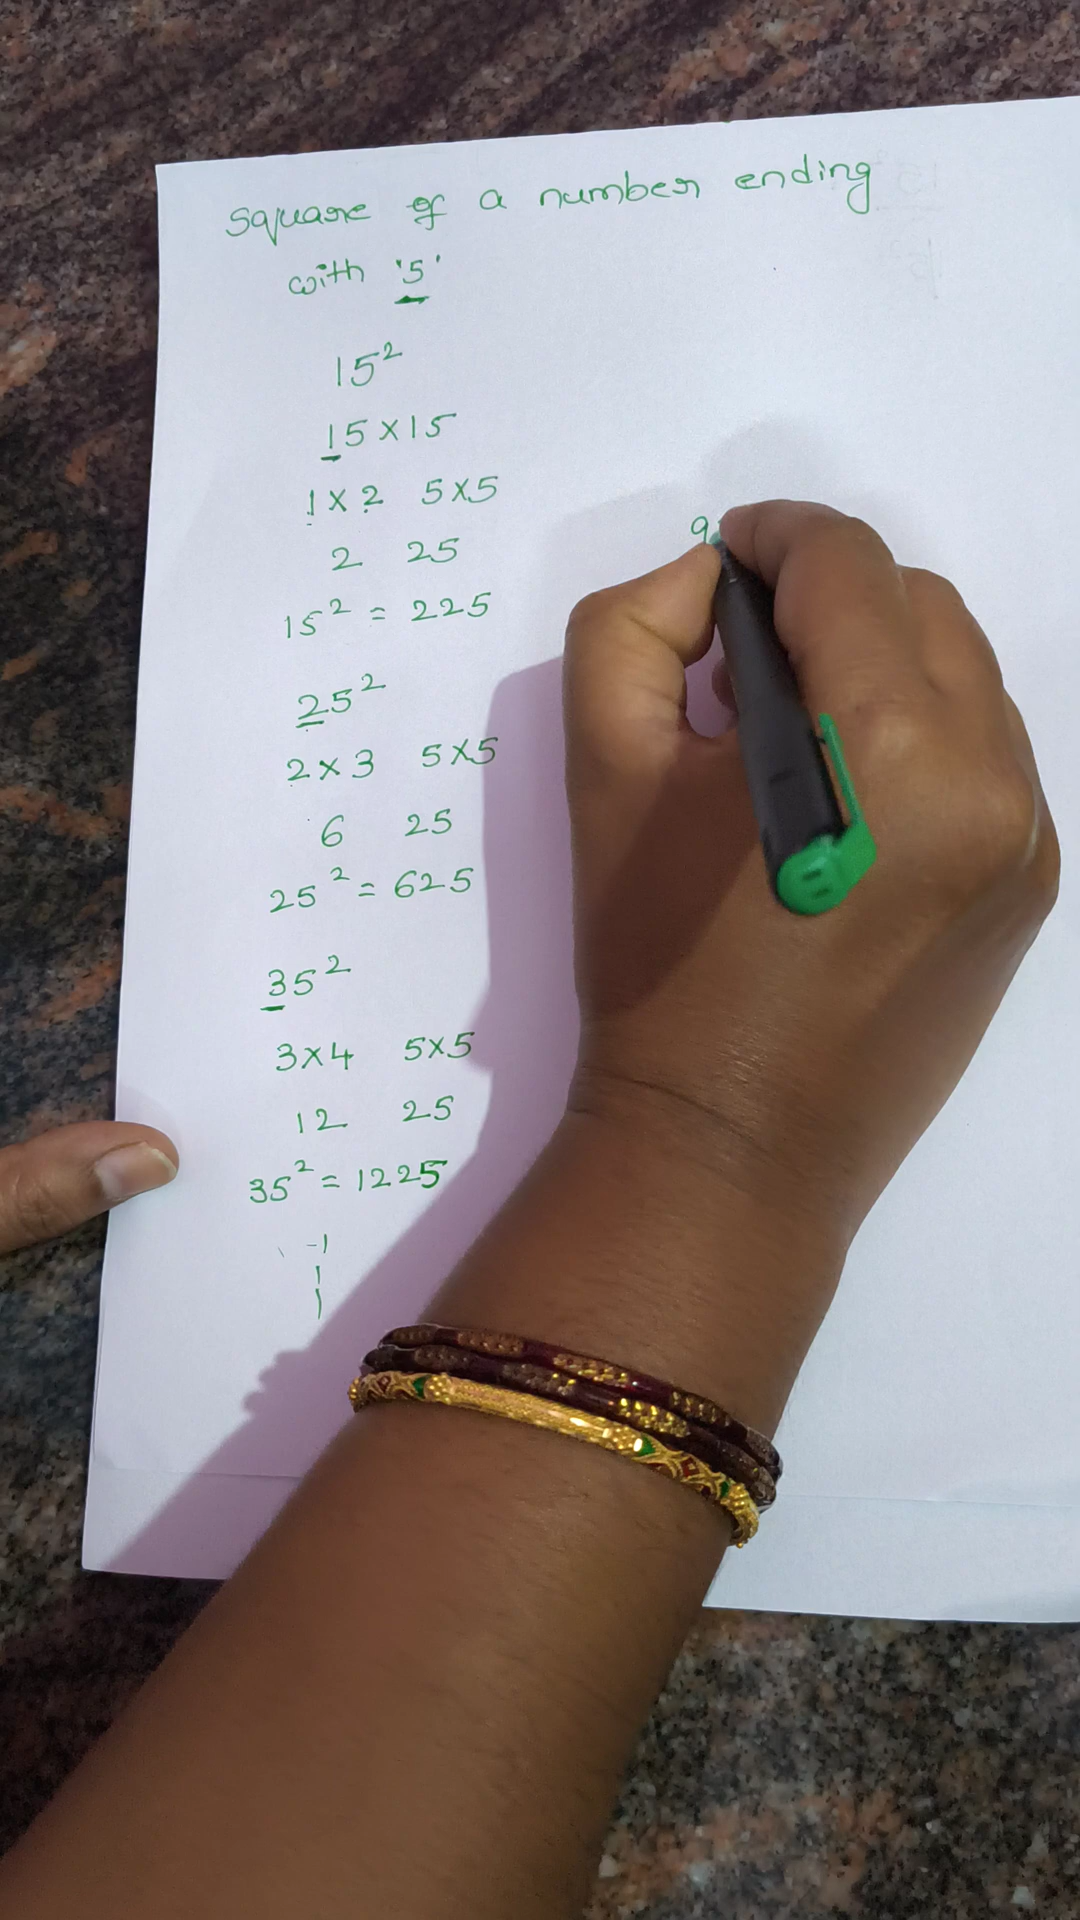 Square of a number ending
with '5'
15²
15×15
1×2 5×5
2 25
15² = 225
25²
2×3 5×5
6 25
25² = 625
35²
3×4 5×5
12 25
35² = 1225
9